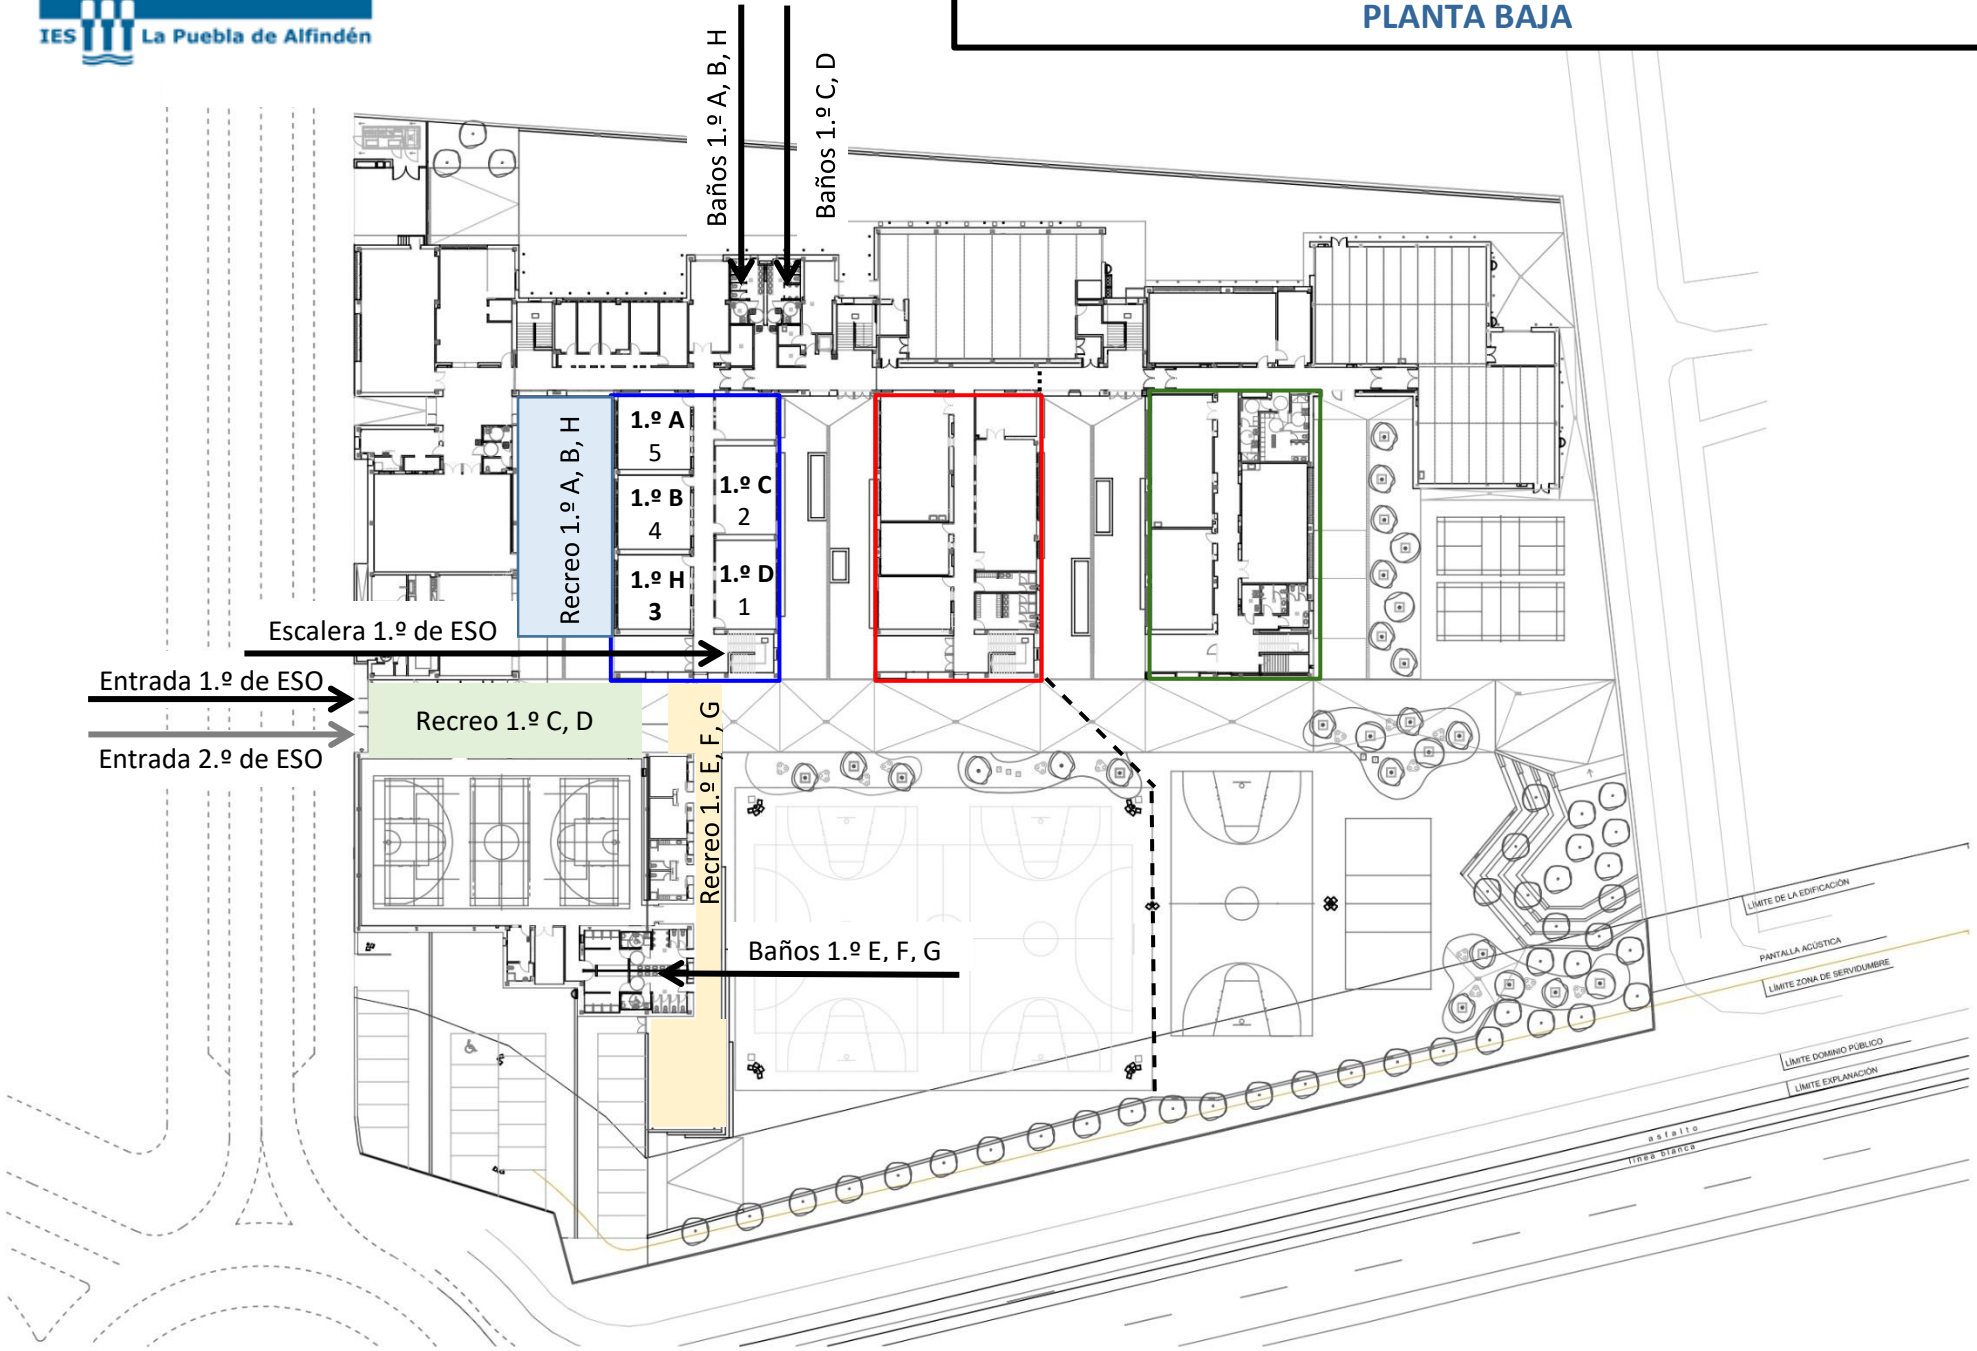 PLANTA BAJA
IES La Puebla de Alfindén
Baños 1.º A, B, H
Baños 1.º C, D
Recreo 1.º A, B, H
1.º A
5
1.º B
4
1.º H
3
1.º C
2
1.º D
1
Escalera 1.º de ESO
Entrada 1.º de ESO
Recreo 1.º C, D
Entrada 2.º de ESO
Recreo 1.º E, F, G
Baños 1.º E, F, G
LÍMITE DE LA EDIFICACIÓN
PANTALLA ACÚSTICA
LÍMITE ZONA DE SERVIDUMBRE
LÍMITE DOMINIO PÚBLICO
LÍMITE EXPLANACIÓN
asfalto
línea blanca